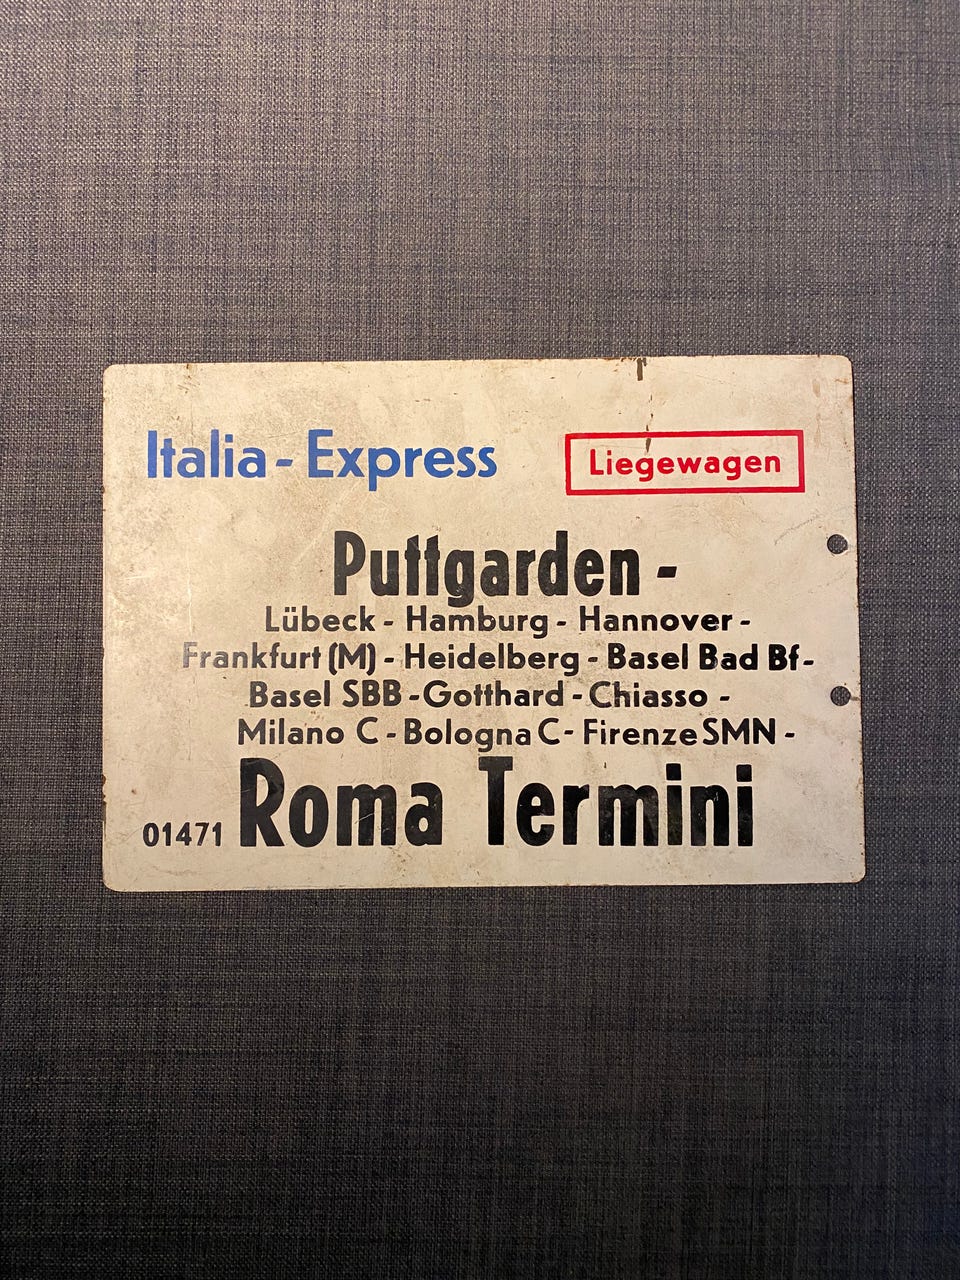 Italia - Express
Liegewagen
Puttgarden -
Lübeck - Hamburg - Hannover -
Frankfurt (M) - Heidelberg - Basel Bad Bf-
Basel SBB - Gotthard - Chiasso -
Milano C - Bologna C - Firenze SMN -
01471 Roma Termini